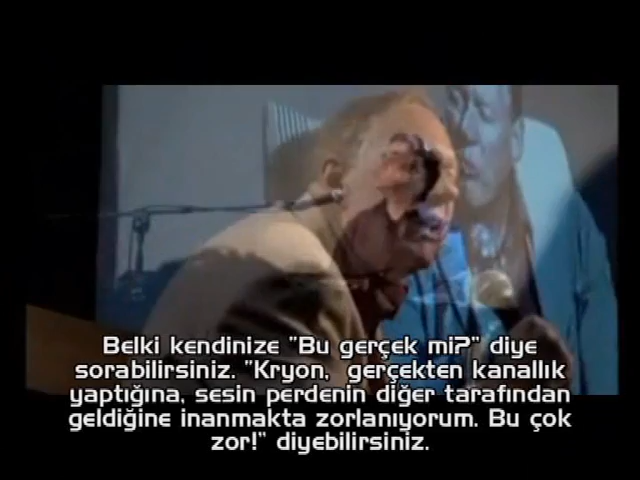 Belki kendinize "Bu gerçek mi?" diye
sorabilirsiniz. "Kryon,  gerçekten kanallık
yaptığına, sesin perdenin diğer tarafından
geldiğine inanmakta zorlanıyorum. Bu çok
zor!" diyebilirsiniz.